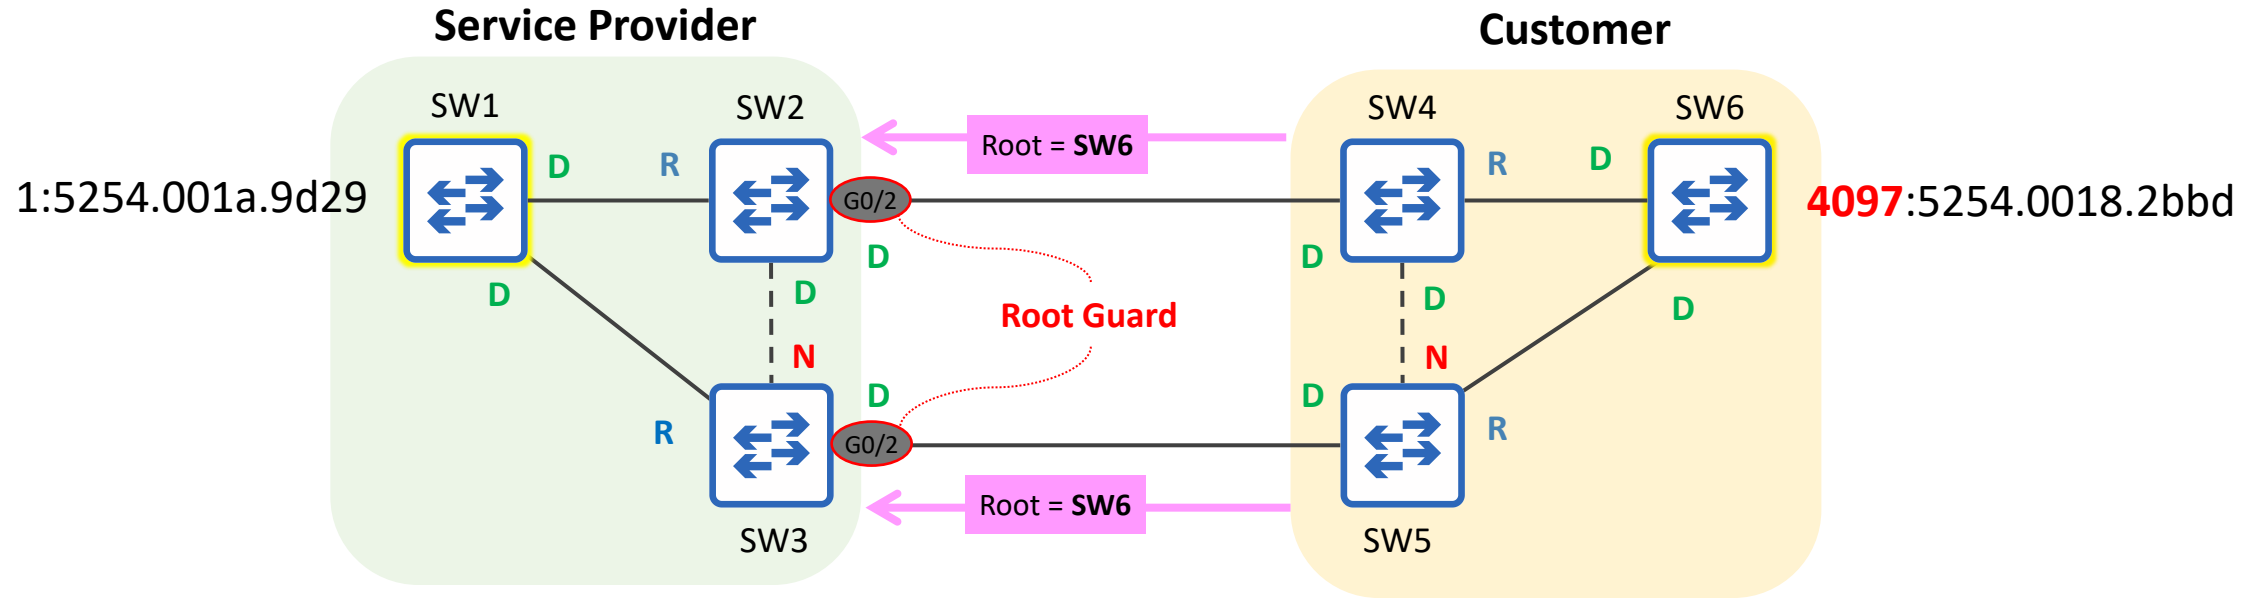 Service Provider
Customer
SW1
SW2
SW4
SW6
Root = SW6
D
R
R
D
1:5254.001a.9d29
G0/2
4097:5254.0018.2bbd
D
D
D
D
D
D
Root Guard
N
N
D
D
R
G0/2
R
Root = SW6
SW3
SW5